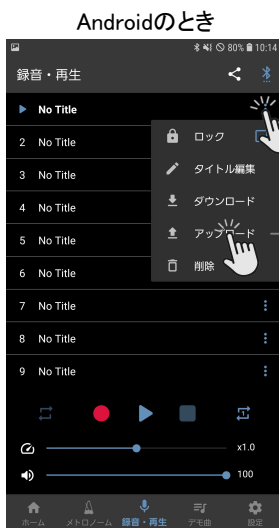 Androidのとき
80% 10:14
録音・再生
No Title
ロック
2 No Title
タイトル編集
3 No Title
ダウンロード
4 No Title
アップロード
5 No Title
削除
6 No Title
7 No Title
8 No Title
9 No Title
x1.0
100
ホーム メトロノーム 録音・再生 デモ曲 設定